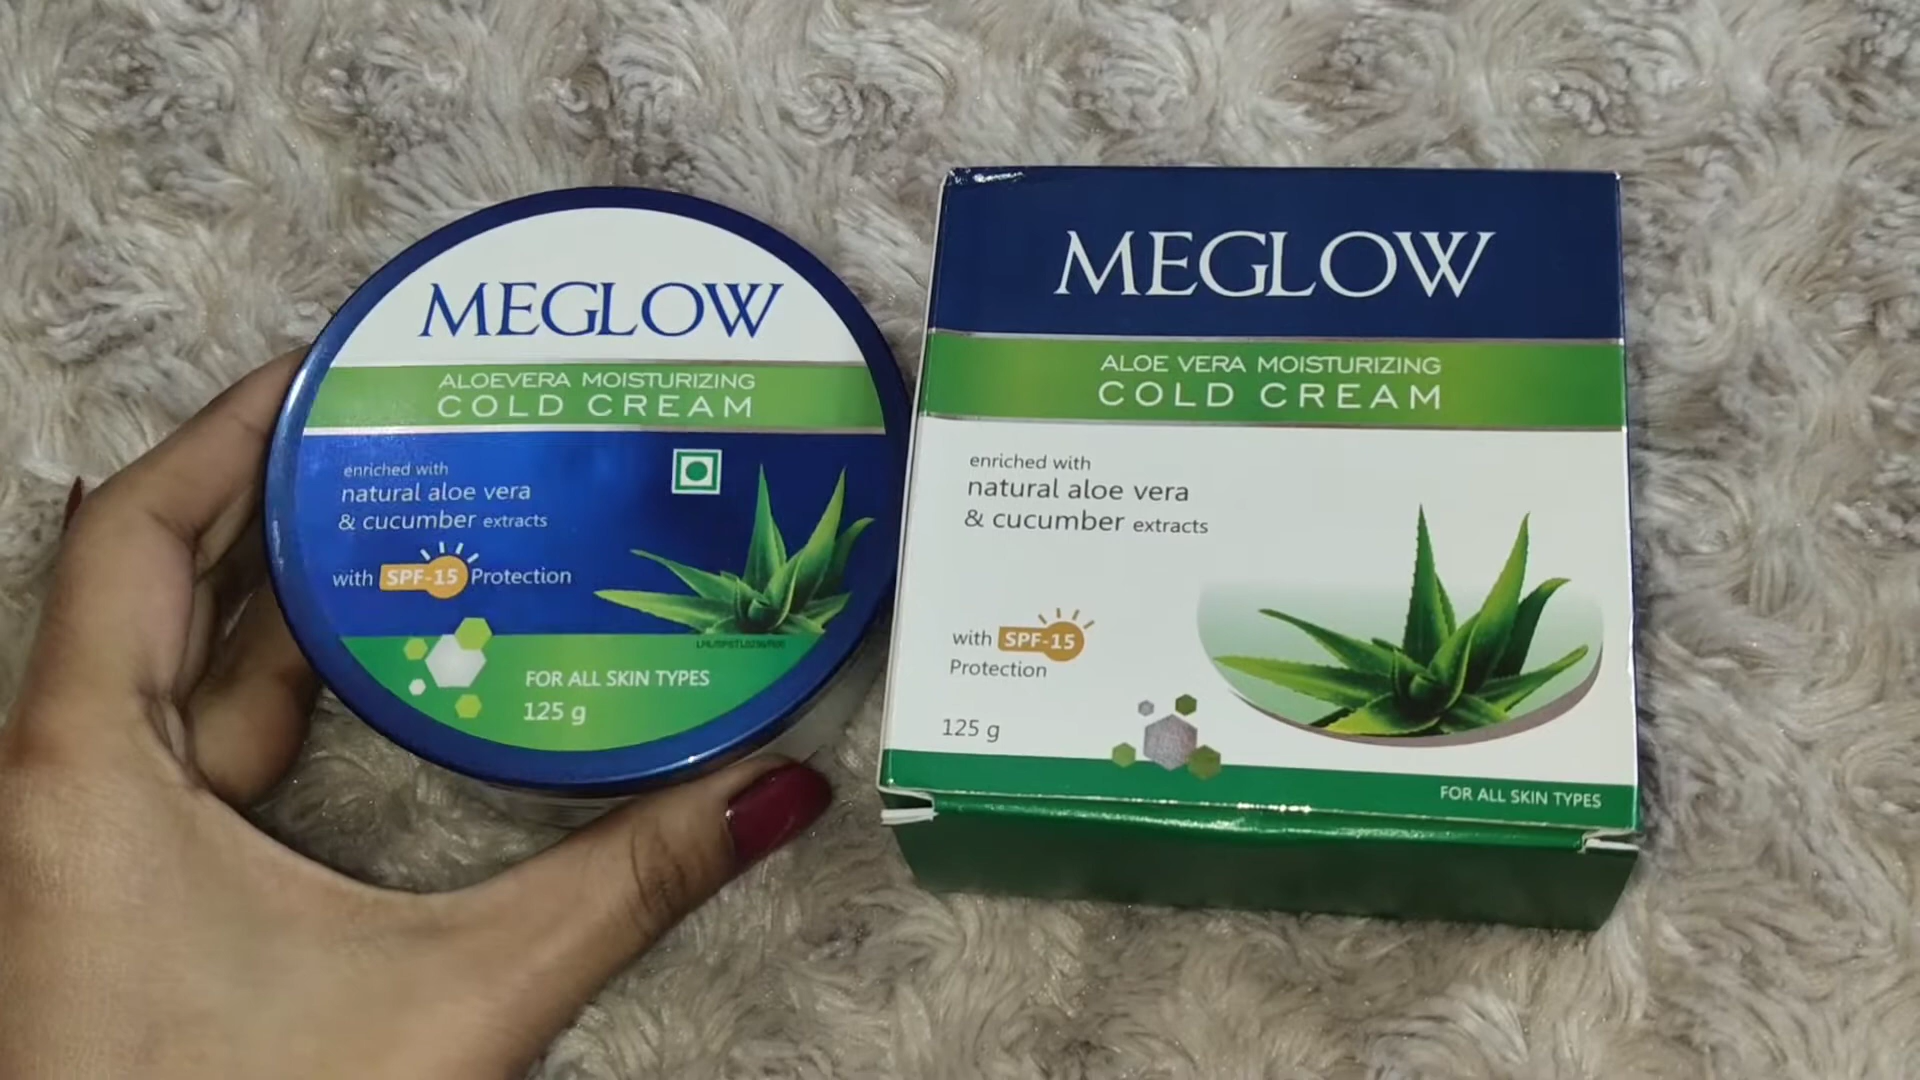 MEGLOW
ALOEVERA MOISTURIZING
COLD CREAM
enriched with
natural aloe vera
& cucumber extracts
with SPF-15 Protection
FOR ALL SKIN TYPES
125 g
MEGLOW
ALOE VERA MOISTURIZING
COLD CREAM
enriched with
natural aloe vera
& cucumber extracts
with SPF-15
Protection
125 g
FOR ALL SKIN TYPES